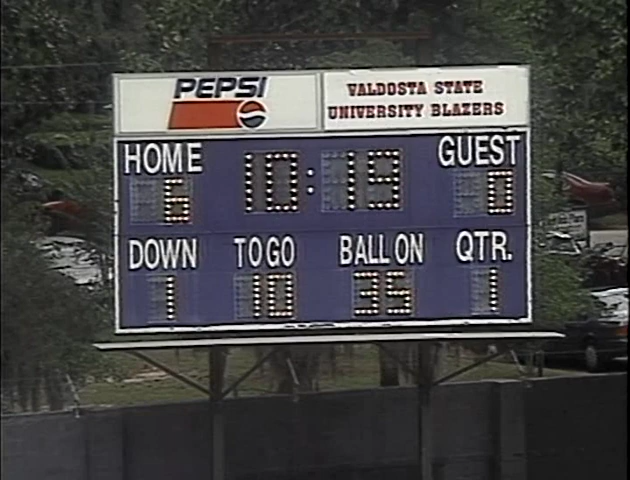 PEPSI
VALDOSTA STATE
UNIVERSITY BLAZERS
HOME 10:19 GUEST
6 0
DOWN TO GO BALL ON QTR.
1 10 35 1